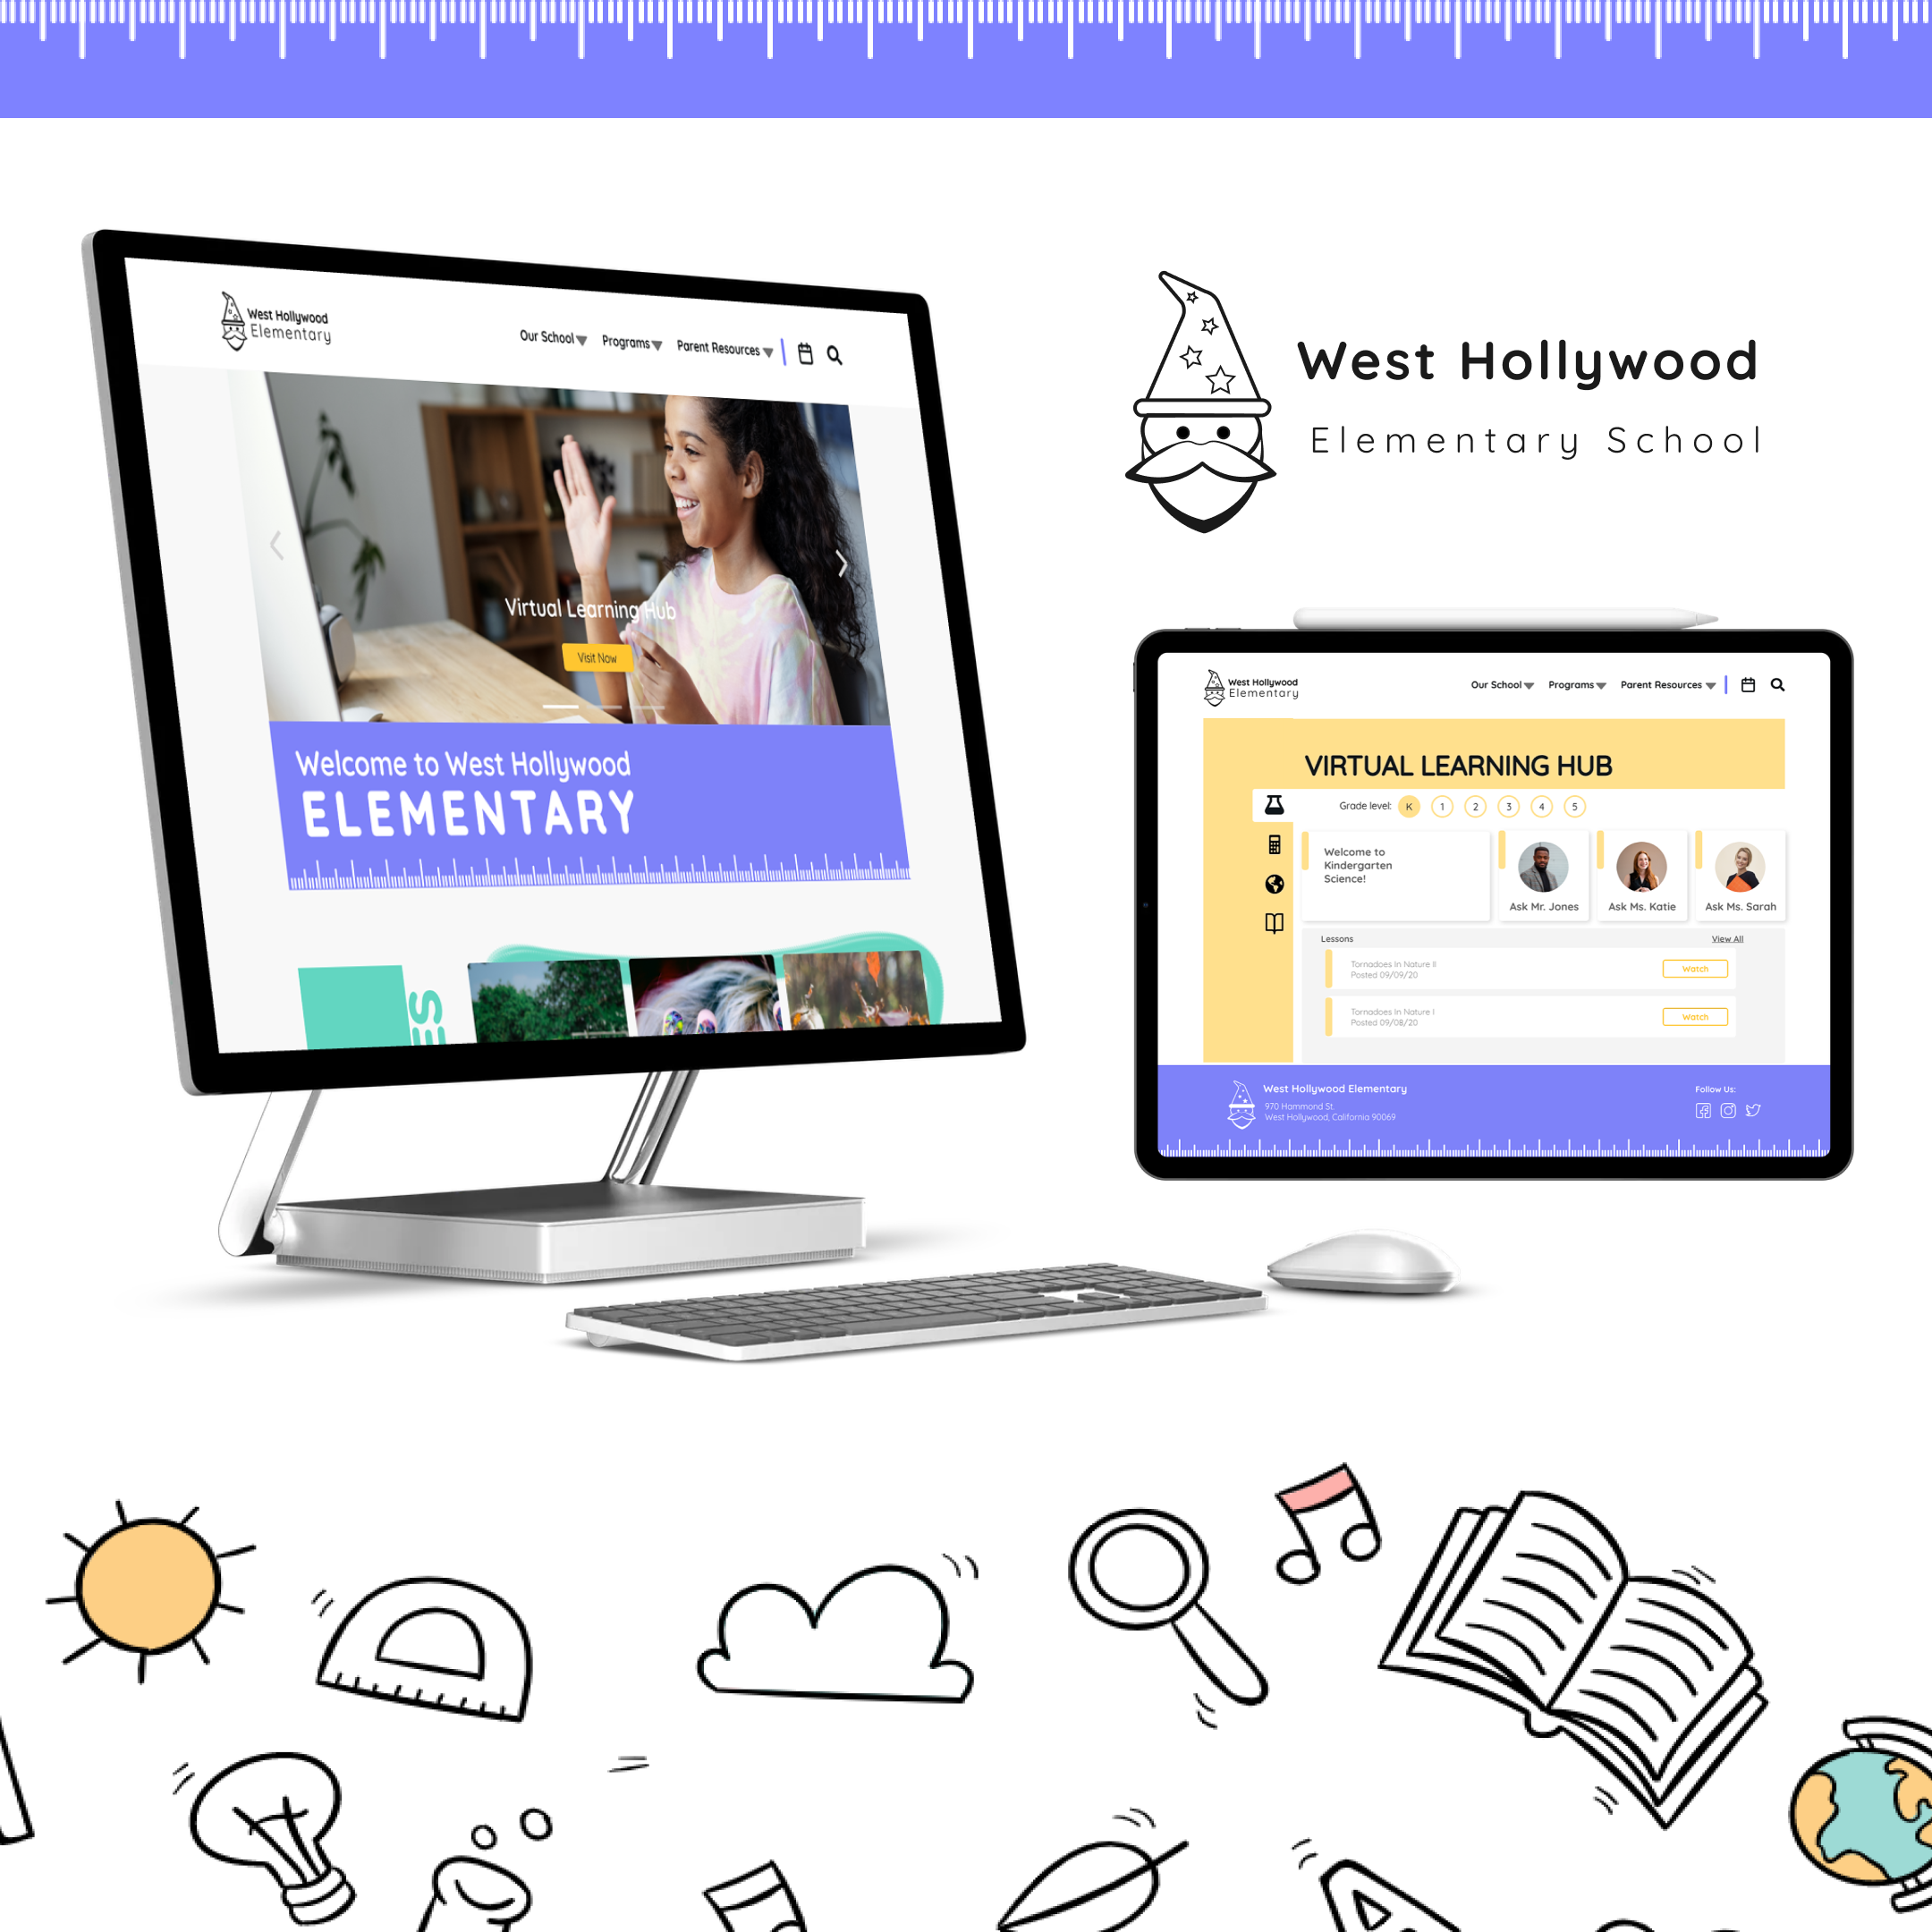 West Hollywood
Elementary
Our School
Programs
Parent Resources
Virtual Learning Hub
Visit Now
Welcome to West Hollywood
ELEMENTARY
West Hollywood
Elementary School
West Hollywood
Elementary
Our School
Programs
Parent Resources
VIRTUAL LEARNING HUB
Grade level: K 1 2 3 4 5
Welcome to
Kindergarten
Science!
Ask Mr. Jones
Ask Ms. Katie
Ask Ms. Sarah
Lessons
View All
Tornadoes In Nature II
Posted 09/09/20
Watch
Tornadoes In Nature I
Posted 09/08/20
Watch
West Hollywood Elementary
970 Hammond St.
West Hollywood, California 90069
Follow Us: